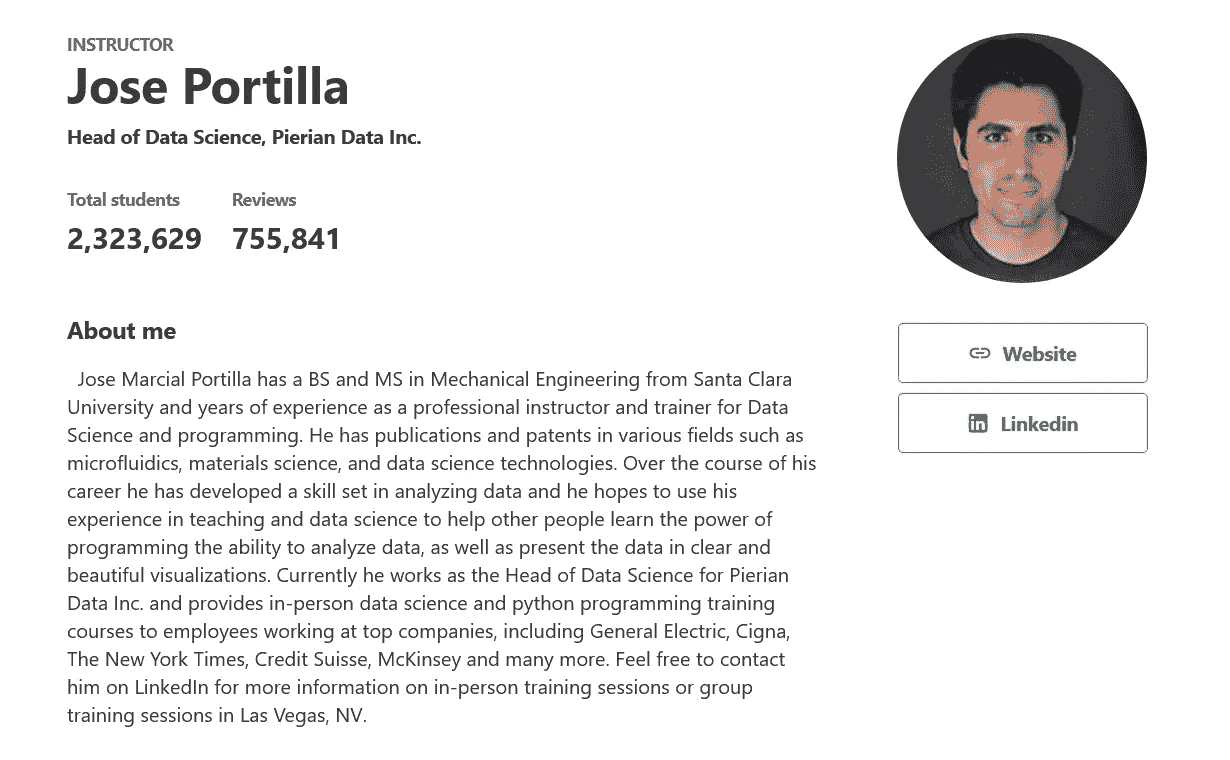 INSTRUCTOR
Jose Portilla
Head of Data Science, Pierian Data Inc.
Total students Reviews
2,323,629 755,841
About me
Jose Marcial Portilla has a BS and MS in Mechanical Engineering from Santa Clara
University and years of experience as a professional instructor and trainer for Data
Science and programming. He has publications and patents in various fields such as
microfluidics, materials science, and data science technologies. Over the course of his
career he has developed a skill set in analyzing data and he hopes to use his
experience in teaching and data science to help other people learn the power of
programming the ability to analyze data, as well as present the data in clear and
beautiful visualizations. Currently he works as the Head of Data Science for Pierian
Data Inc. and provides in-person data science and python programming training
courses to employees working at top companies, including General Electric, Cigna,
The New York Times, Credit Suisse, McKinsey and many more. Feel free to contact
him on LinkedIn for more information on in-person training sessions or group
training sessions in Las Vegas, NV.
Website
Linkedin